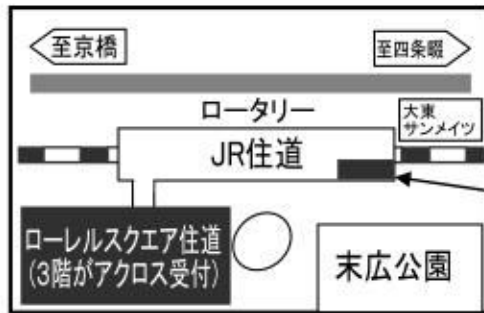 至京橋
至四条畷
ロータリー
大東
サンメイツ
JR住道
ローレルスクエア住道
(3階がアクロス受付)
末広公園